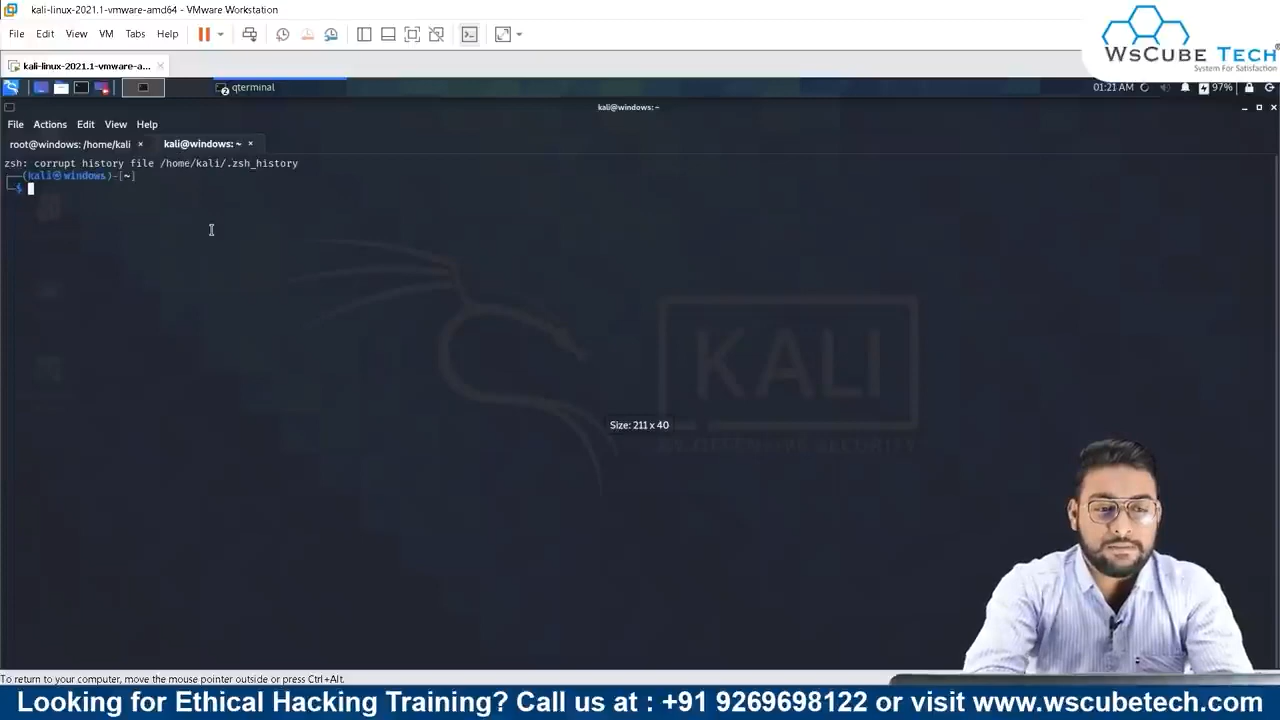 kali-linux-2021.1-vmware-amd64 - VMware Workstation
File Edit View VM Tabs Help
WSCUBE TECH
System For Satisfaction
kali-linux-2021.1-vmware-a...
qterminal
01:21 AM 97%
kali@windows: ~
File Actions Edit View Help
root@windows: /home/kali kali@windows: ~
zsh: corrupt history file /home/kali/.zsh_history
(kali㉿windows)-[~]
$
KALI
BY OFFENSIVE SECURITY
Size: 211 x 40
To return to your computer, move the mouse pointer outside or press Ctrl+Alt.
Looking for Ethical Hacking Training? Call us at : +91 9269698122 or visit www.wscubetech.com